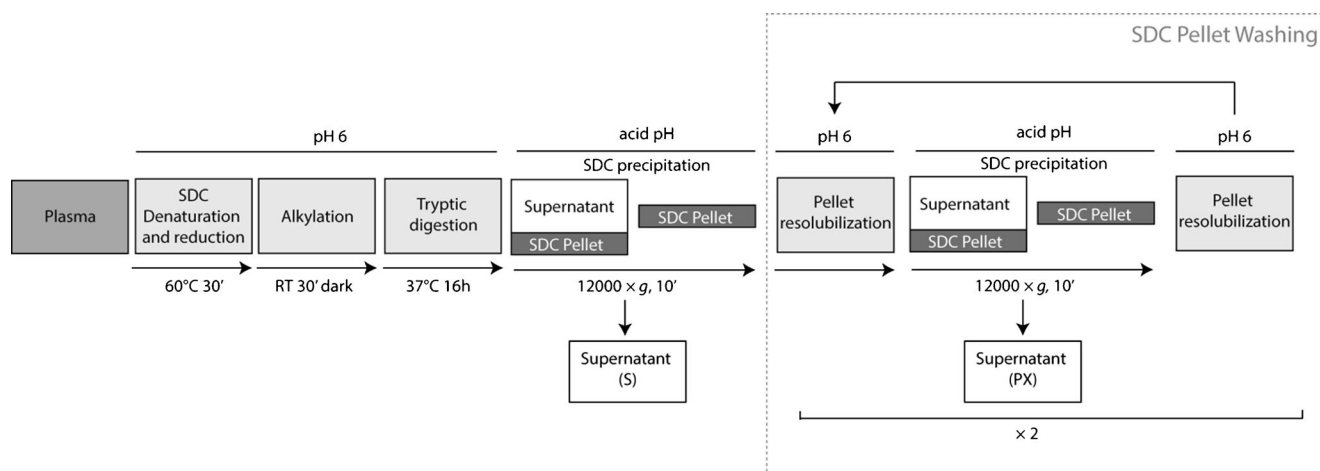 SDC Pellet Washing
pH 6
acid pH
pH 6
acid pH
pH 6
SDC precipitation
SDC precipitation
Plasma
SDC
Denaturation
and reduction
Alkylation
Tryptic
digestion
Supernatant
SDC Pellet
SDC Pellet
Pellet
resolubilization
Supernatant
SDC Pellet
SDC Pellet
Pellet
resolubilization
60°C 30′
RT 30′ dark
37°C 16h
12000 × g, 10′
12000 × g, 10′
Supernatant
(S)
Supernatant
(PX)
× 2